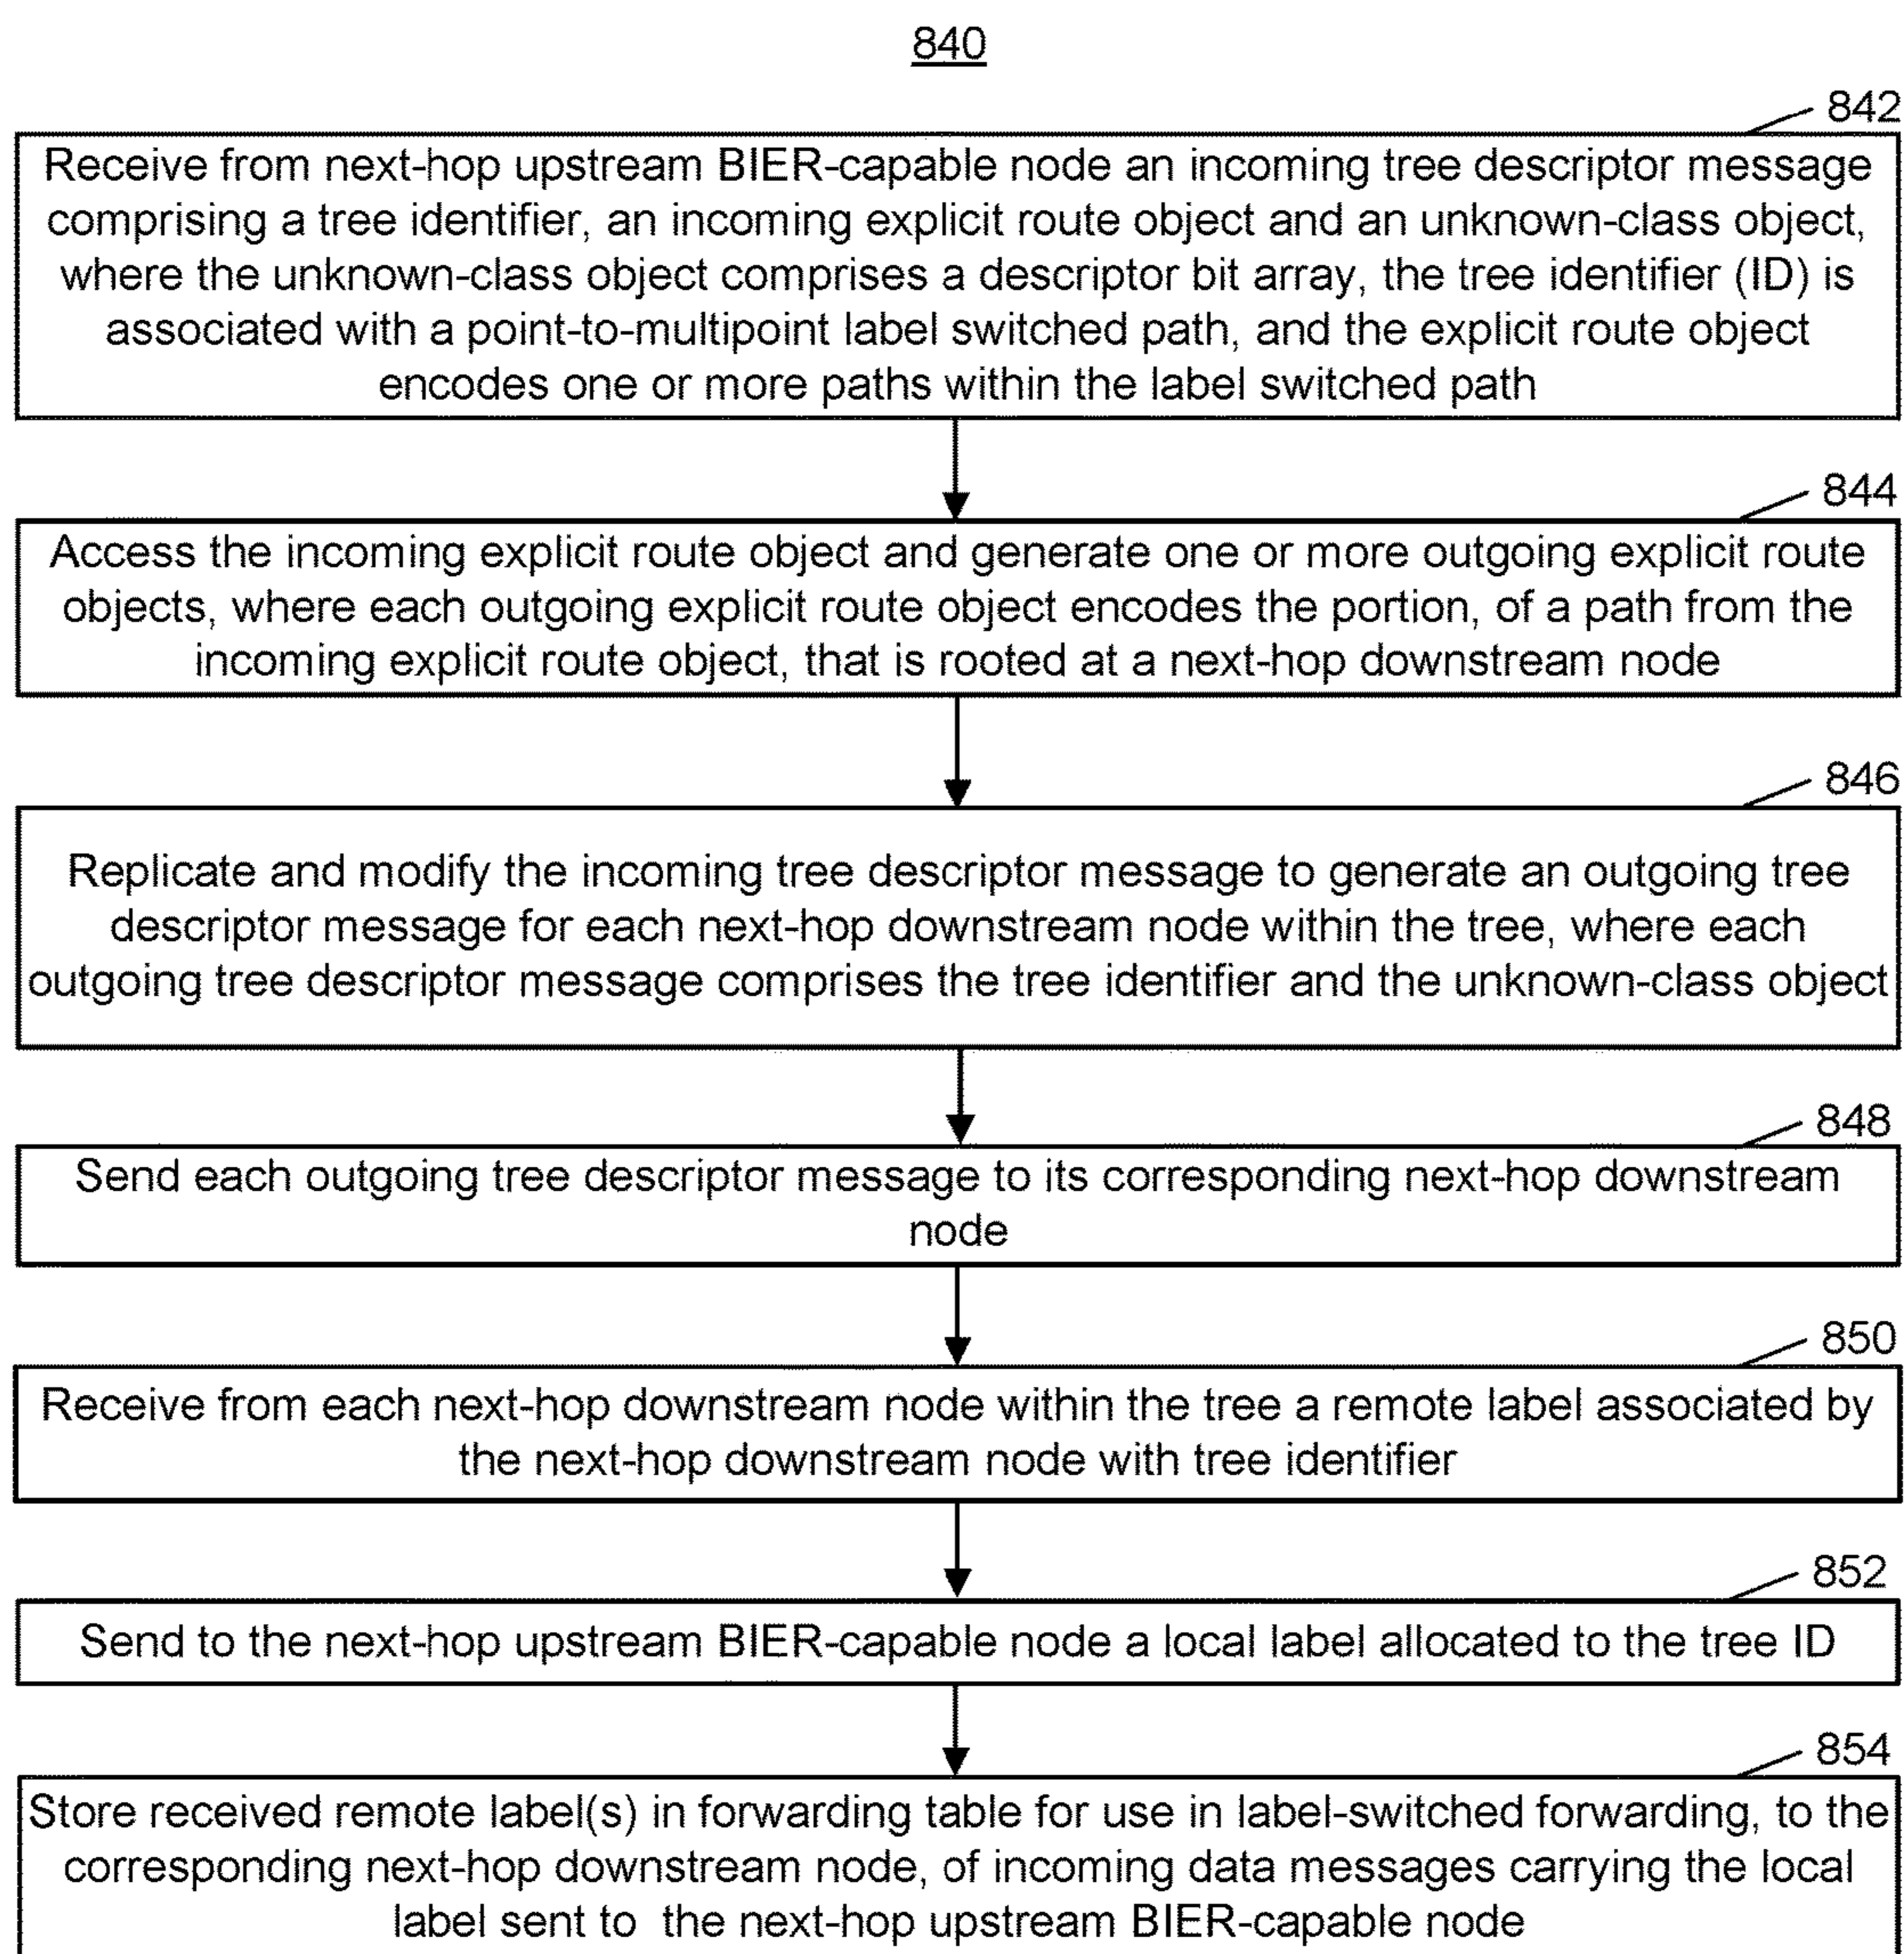 840
842
Receive from next-hop upstream BIER-capable node an incoming tree descriptor message
comprising a tree identifier, an incoming explicit route object and an unknown-class object,
where the unknown-class object comprises a descriptor bit array, the tree identifier (ID) is
associated with a point-to-multipoint label switched path, and the explicit route object
encodes one or more paths within the label switched path
844
Access the incoming explicit route object and generate one or more outgoing explicit route
objects, where each outgoing explicit route object encodes the portion, of a path from the
incoming explicit route object, that is rooted at a next-hop downstream node
846
Replicate and modify the incoming tree descriptor message to generate an outgoing tree
descriptor message for each next-hop downstream node within the tree, where each
outgoing tree descriptor message comprises the tree identifier and the unknown-class object
848
Send each outgoing tree descriptor message to its corresponding next-hop downstream
node
850
Receive from each next-hop downstream node within the tree a remote label associated by
the next-hop downstream node with tree identifier
852
Send to the next-hop upstream BIER-capable node a local label allocated to the tree ID
854
Store received remote label(s) in forwarding table for use in label-switched forwarding, to the
corresponding next-hop downstream node, of incoming data messages carrying the local
label sent to the next-hop upstream BIER-capable node